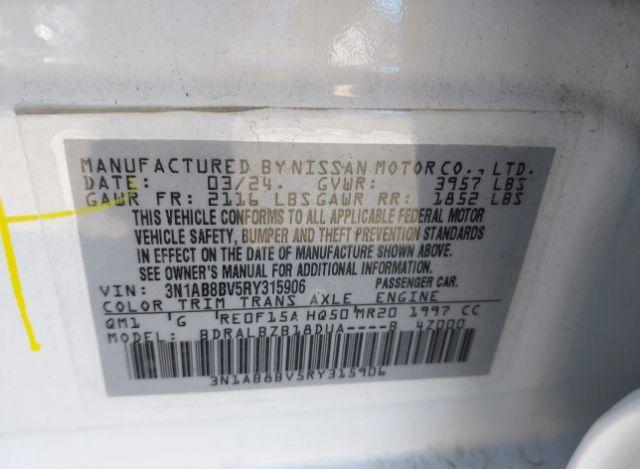 MANUFACTURED BY NISSAN MOTOR CO., LTD.
DATE: 03/24. GVWR: 3957 LBS
GAWR FR: 2116 LBS GAWR RR: 1852 LBS
THIS VEHICLE CONFORMS TO ALL APPLICABLE FEDERAL MOTOR
VEHICLE SAFETY, BUMPER AND THEFT PREVENTION STANDARDS
IN EFFECT ON THE DATE OF MANUFACTURE SHOWN ABOVE.
SEE OWNER'S MANUAL FOR ADDITIONAL INFORMATION.
VIN: 3N1AB8BV5RY315906 PASSENGER CAR.
COLOR TRIM TRANS AXLE ENGINE
QM1 G RE0F15A HQ50 MR20 1997 CC
MODEL: BDRALBZB18DUA----B 47000
3N1AB8BV5RY315906